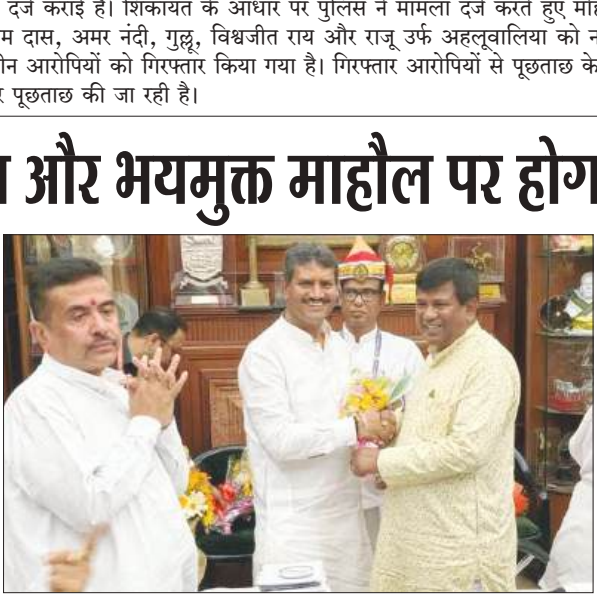 दर्ज कराई है। शिकायत के आधार पर पुलिस ने मामला दर्ज करते हुए
दास, अमर नंदी, गुल्लू, विश्वजीत राय और राजू उर्फ अहलूवालिया को
आरोपियों को गिरफ्तार किया गया है। गिरफ्तार आरोपियों से पूछताछ के
पूछताछ की जा रही है।
और भयमुक्त माहौल पर